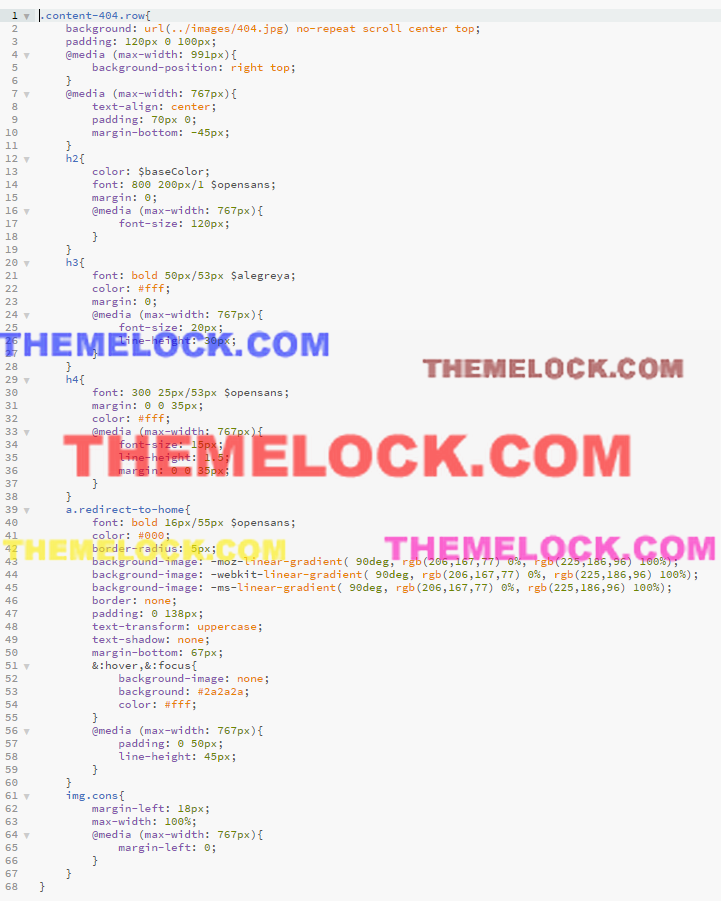 1 .content-404.row{
2 background: url(../images/404.jpg) no-repeat scroll center top;
3 padding: 120px 0 100px;
4 @media (max-width: 991px){
5 background-position: right top;
6 }
7 @media (max-width: 767px){
8 text-align: center;
9 padding: 70px 0;
10 margin-bottom: -45px;
11 }
12 h2{
13 color: $baseColor;
14 font: 800 200px/1 $opensans;
15 margin: 0;
16 @media (max-width: 767px){
17 font-size: 120px;
18 }
19 }
20 h3{
21 font: bold 50px/53px $alegreya;
22 color: #fff;
23 margin: 0;
24 @media (max-width: 767px){
25 font-size: 20px;
26 line-height: 30px;
THEMELOCK.COM
27 }
28 }
THEMELOCK.COM
29 h4{
30 font: 300 25px/53px $opensans;
31 margin: 0 0 35px;
32 color: #fff;
33 @media (max-width: 767px){
34 font-size: 15px;
35 line-height: 1.5;
THEMELOCK.COM
36 margin: 0 0 35px;
37 }
38 }
39 a.redirect-to-home{
40 font: bold 16px/55px $opensans;
41 color: #000;
42 border-radius: 5px;
THEMELOCK.COM
THEMELOCK.COM
43 background-image: -moz-linear-gradient( 90deg, rgb(206,167,77) 0%, rgb(225,186,96) 100%);
44 background-image: -webkit-linear-gradient( 90deg, rgb(206,167,77) 0%, rgb(225,186,96) 100%);
45 background-image: -ms-linear-gradient( 90deg, rgb(206,167,77) 0%, rgb(225,186,96) 100%);
46 border: none;
47 padding: 0 138px;
48 text-transform: uppercase;
49 text-shadow: none;
50 margin-bottom: 67px;
51 &:hover,&:focus{
52 background-image: none;
53 background: #2a2a2a;
54 color: #fff;
55 }
56 @media (max-width: 767px){
57 padding: 0 50px;
58 line-height: 45px;
59 }
60 }
61 img.cons{
62 margin-left: 18px;
63 max-width: 100%;
64 @media (max-width: 767px){
65 margin-left: 0;
66 }
67 }
68 }